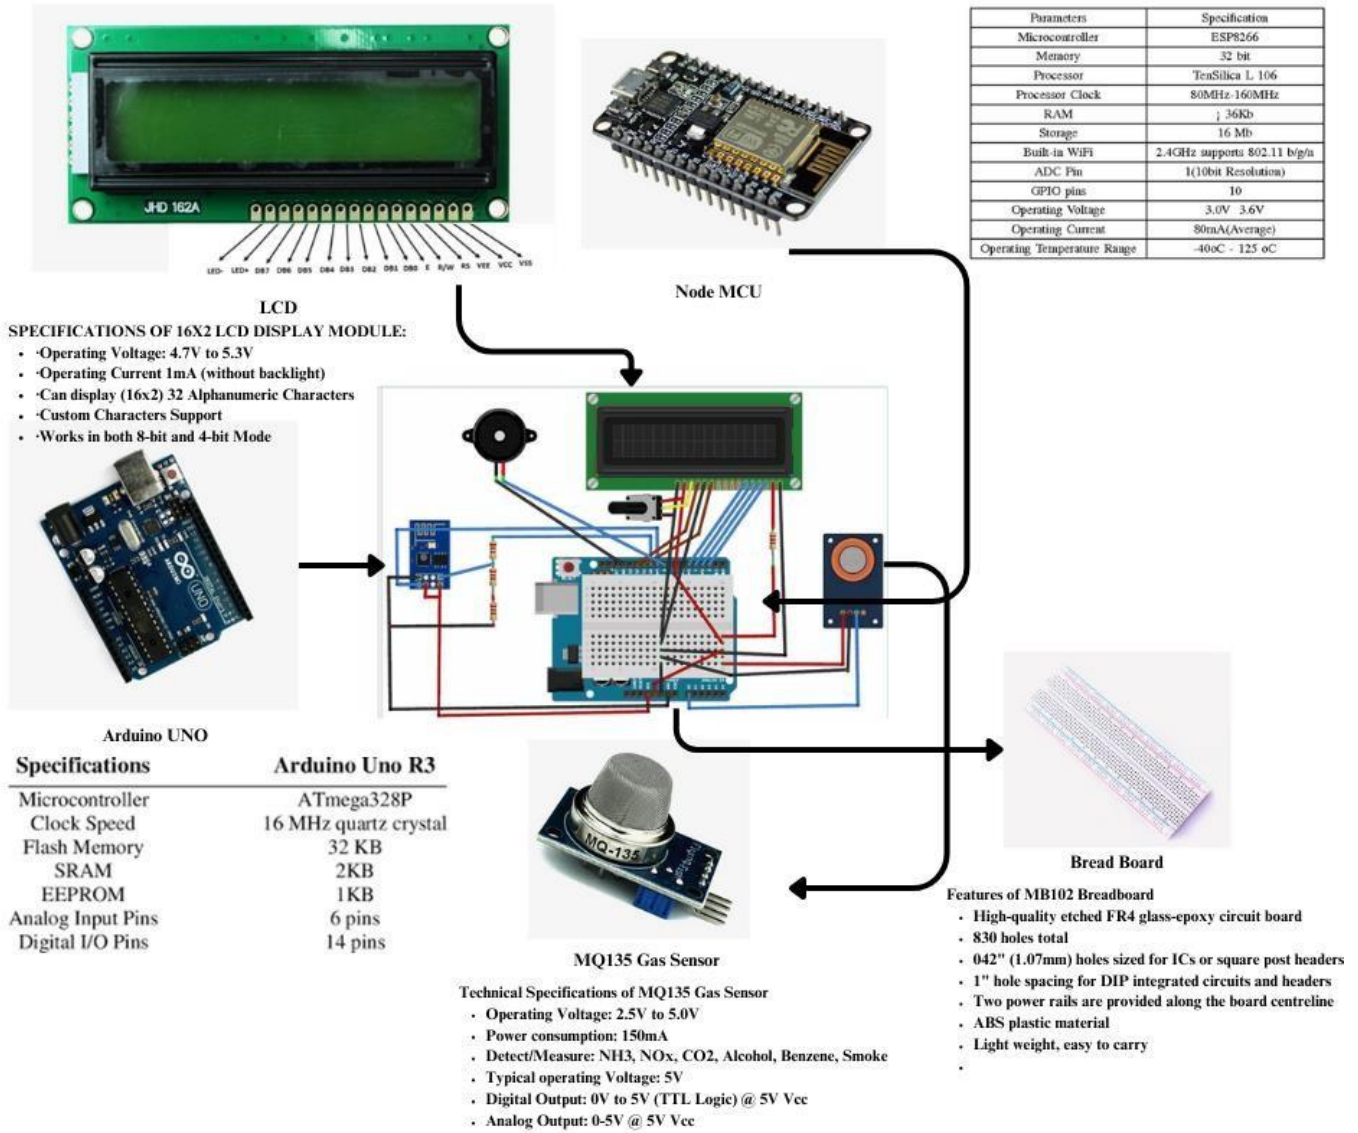 JHD 162A
LED- LED+ DB7 DB6 DB5 DB4 DB3 DB2 DB1 DB0 E R/W RS VEE VCC VSS
LCD
SPECIFICATIONS OF 16X2 LCD DISPLAY MODULE:
• ·Operating Voltage: 4.7V to 5.3V
• ·Operating Current 1mA (without backlight)
• ·Can display (16x2) 32 Alphanumeric Characters
• ·Custom Characters Support
• ·Works in both 8-bit and 4-bit Mode
Node MCU
Parameters Specification
Microcontroller ESP8266
Memory 32 bit
Processor TenSilica L 106
Processor Clock 80MHz-160MHz
RAM ¡ 36Kb
Storage 16 Mb
Built-in WiFi 2.4GHz supports 802.11 b/g/n
ADC Pin 1(10bit Resolution)
GPIO pins 10
Operating Voltage 3.0V 3.6V
Operating Current 80mA(Average)
Operating Temperature Range -40oC - 125 oC
ARDUINO
UNO
Arduino UNO
Specifications Arduino Uno R3
Microcontroller ATmega328P
Clock Speed 16 MHz quartz crystal
Flash Memory 32 KB
SRAM 2KB
EEPROM 1KB
Analog Input Pins 6 pins
Digital I/O Pins 14 pins
MQ-135
MQ135 Gas Sensor
Technical Specifications of MQ135 Gas Sensor
• Operating Voltage: 2.5V to 5.0V
• Power consumption: 150mA
• Detect/Measure: NH3, NOx, CO2, Alcohol, Benzene, Smoke
• Typical operating Voltage: 5V
• Digital Output: 0V to 5V (TTL Logic) @ 5V Vcc
• Analog Output: 0-5V @ 5V Vcc
Bread Board
Features of MB102 Breadboard
• High-quality etched FR4 glass-epoxy circuit board
• 830 holes total
• 042" (1.07mm) holes sized for ICs or square post headers
• 1" hole spacing for DIP integrated circuits and headers
• Two power rails are provided along the board centreline
• ABS plastic material
• Light weight, easy to carry
•